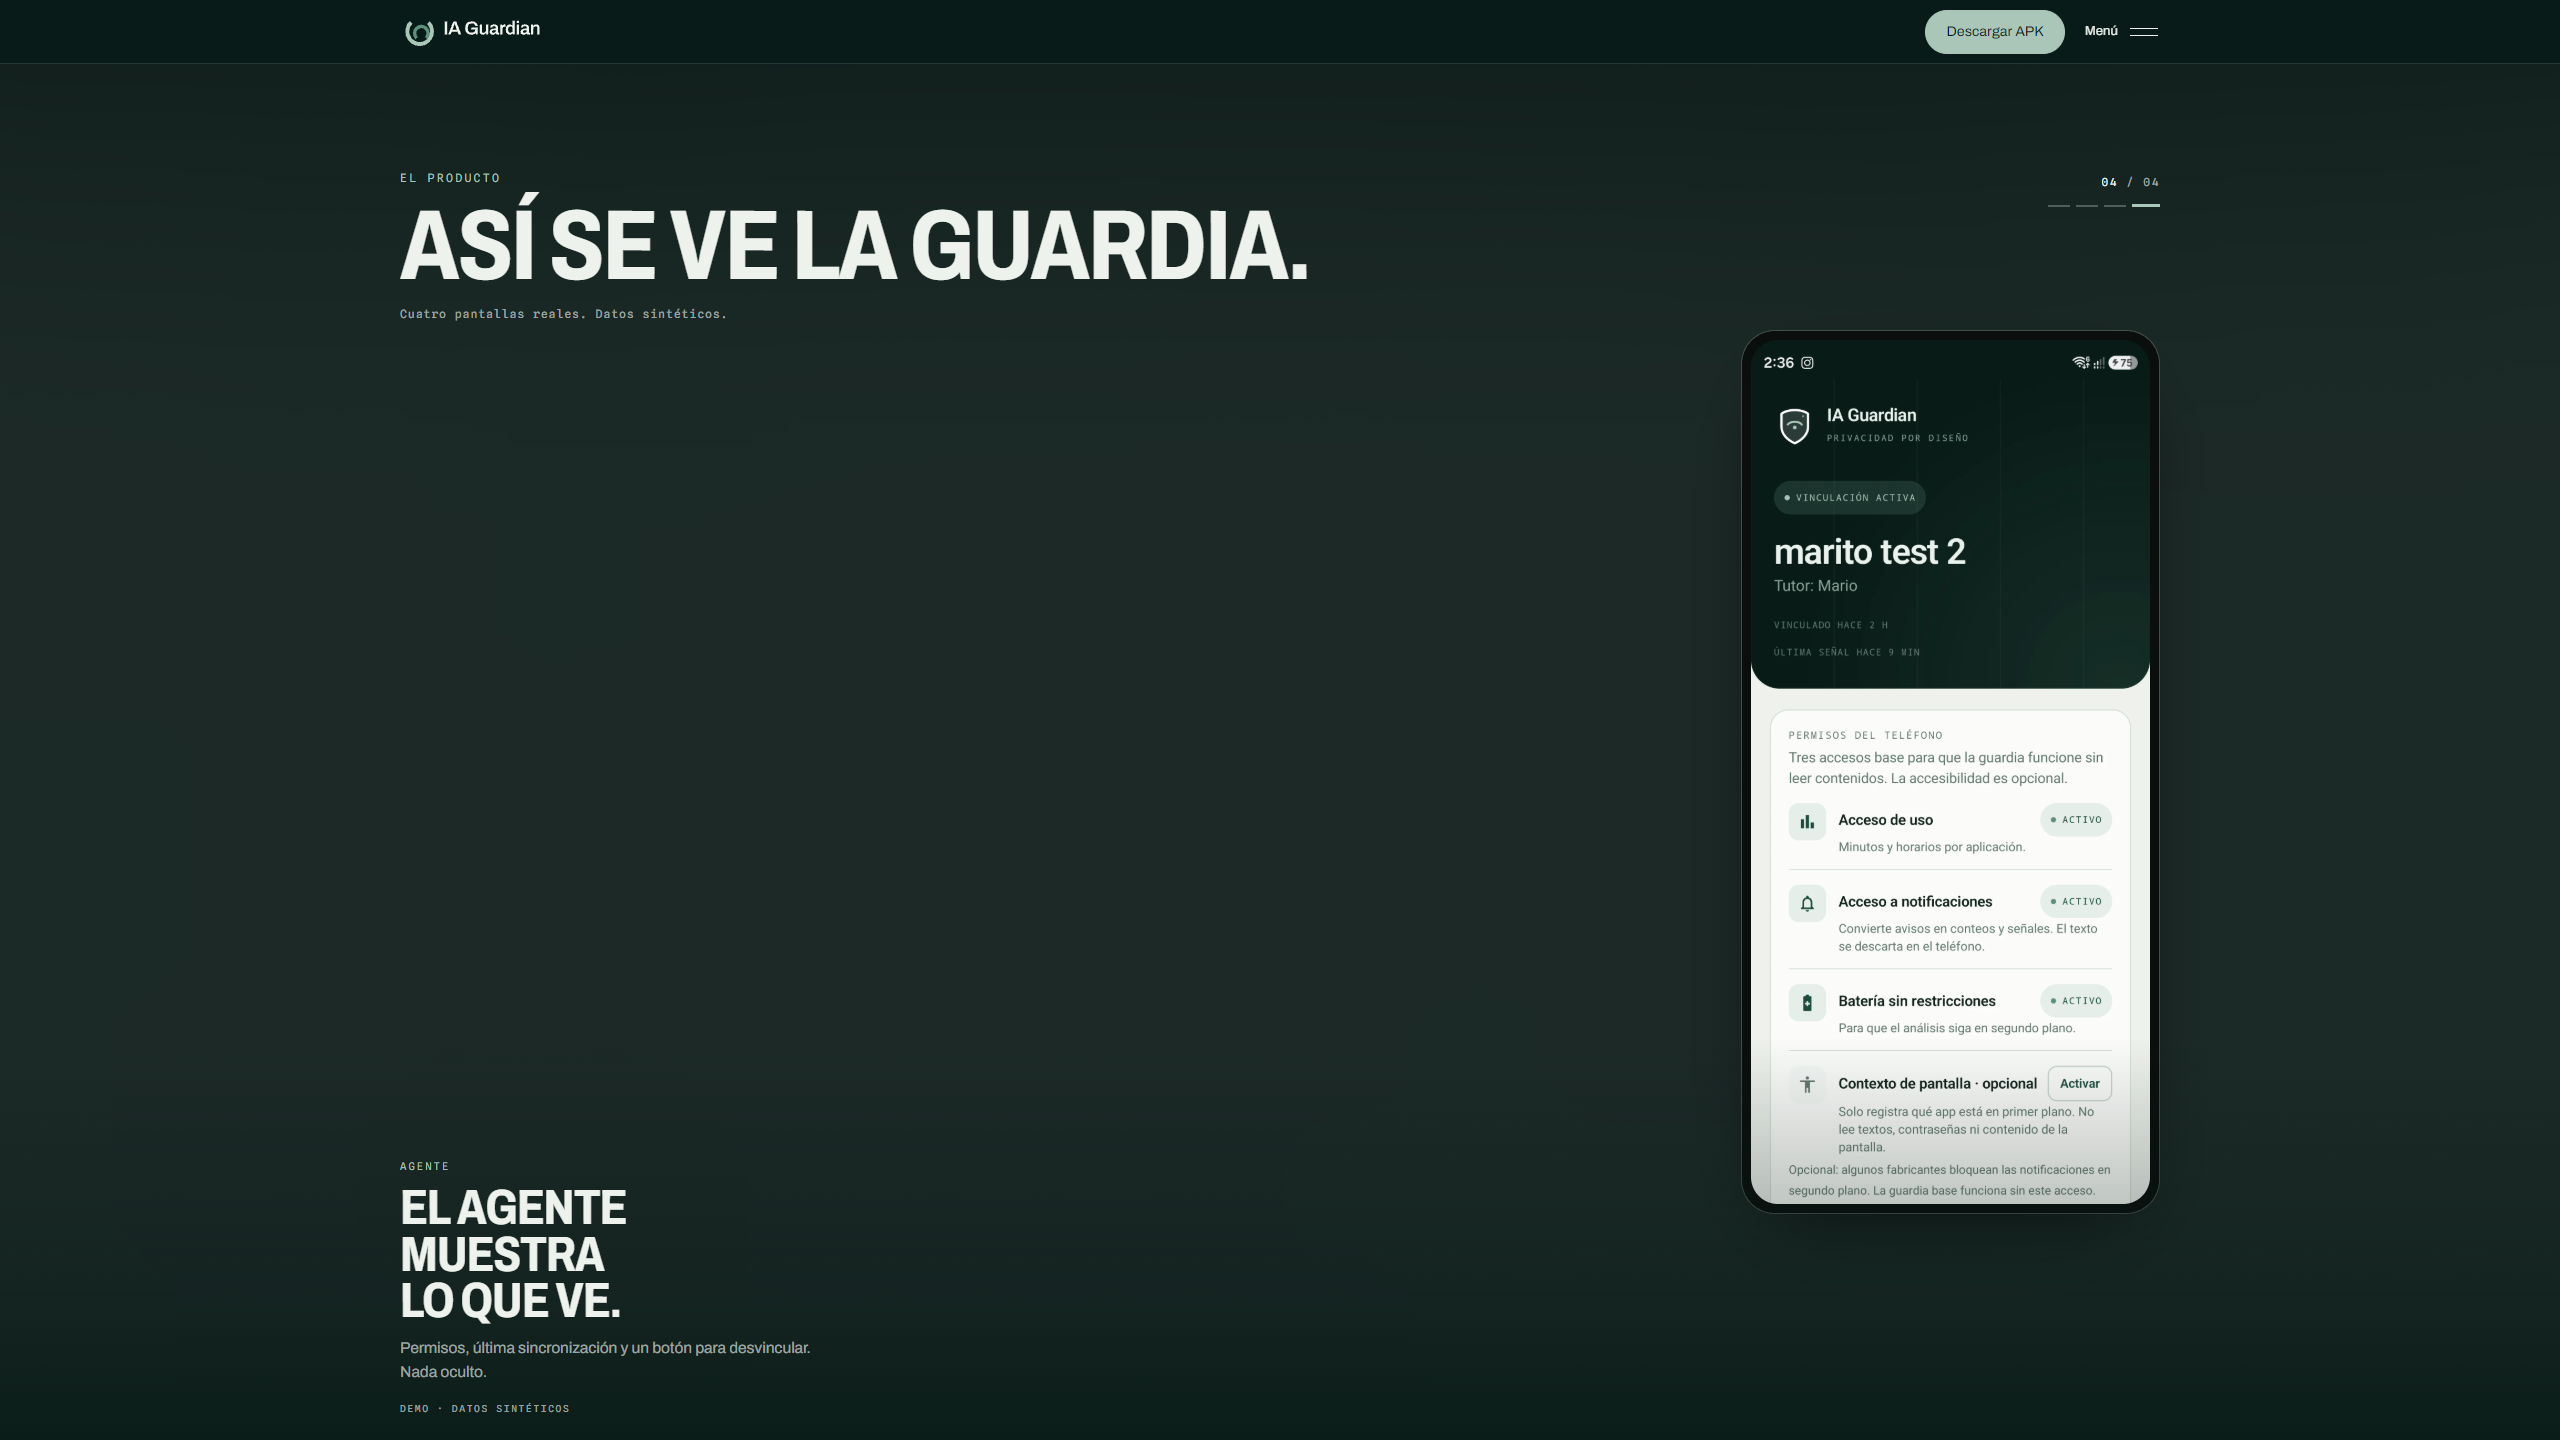 IA Guardian
Descargar APK
Menú
EL PRODUCTO
ASÍ SE VE LA GUARDIA.
Cuatro pantallas reales. Datos sintéticos.
04 / 04
2:36
75
IA Guardian
PRIVACIDAD POR DISEÑO
VINCULACIÓN ACTIVA
marito test 2
Tutor: Mario
VINCULADO HACE 2 H
ÚLTIMA SEÑAL HACE 9 MIN
PERMISOS DEL TELÉFONO
Tres accesos base para que la guardia funcione sin
leer contenidos. La accesibilidad es opcional.
Acceso de uso
ACTIVO
Minutos y horarios por aplicación.
Acceso a notificaciones
ACTIVO
Convierte avisos en conteos y señales. El texto
se descarta en el teléfono.
Batería sin restricciones
ACTIVO
Para que el análisis siga en segundo plano.
Contexto de pantalla · opcional
Activar
Solo registra qué app está en primer plano. No
lee textos, contraseñas ni contenido de la
pantalla.
Opcional: algunos fabricantes bloquean las notificaciones en
segundo plano. La guardia base funciona sin este acceso.
AGENTE
EL AGENTE
MUESTRA
LO QUE VE.
Permisos, última sincronización y un botón para desvincular.
Nada oculto.
DEMO · DATOS SINTÉTICOS